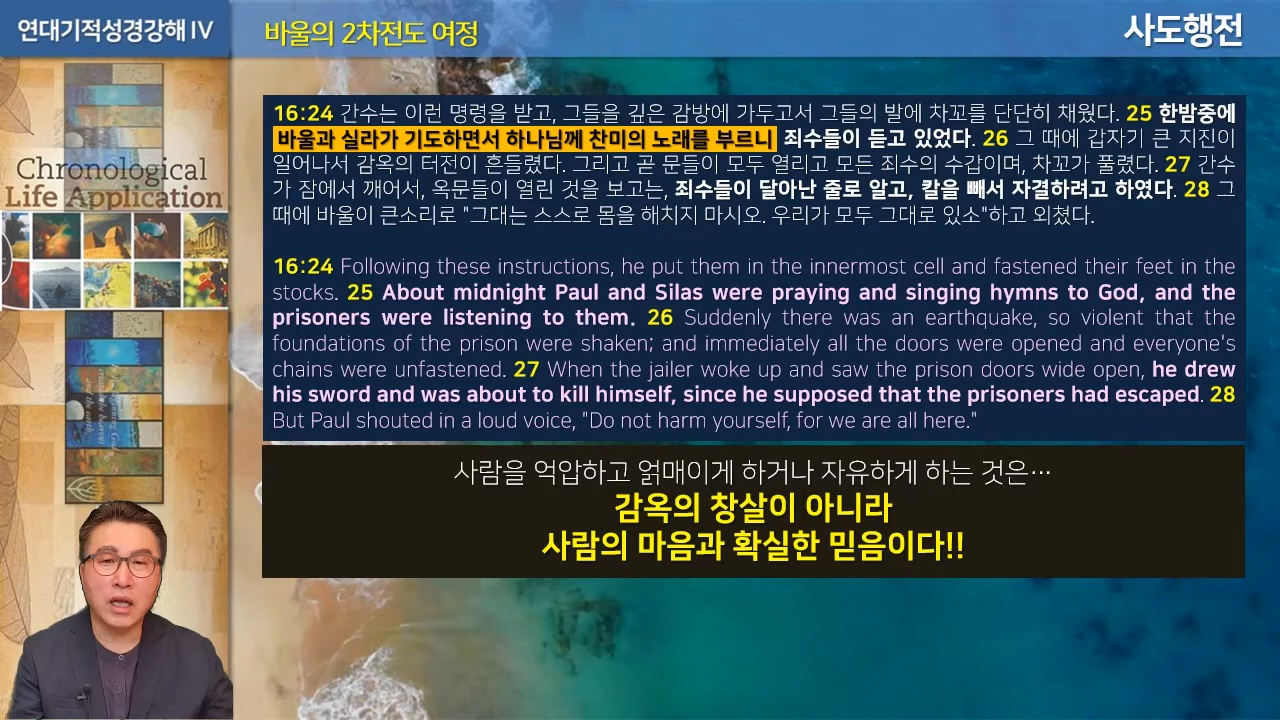 연대기적성경강해 Ⅳ
바울의 2차전도 여정
사도행전
Chronological
Life Application
16:24 간수는 이런 명령을 받고, 그들을 깊은 감방에 가두고서 그들의 발에 차꼬를 단단히 채웠다. 25 한밤중에
바울과 실라가 기도하면서 하나님께 찬미의 노래를 부르니 죄수들이 듣고 있었다. 26 그 때에 갑자기 큰 지진이
일어나서 감옥의 터전이 흔들렸다. 그리고 곧 문들이 모두 열리고 모든 죄수의 수갑이며, 차꼬가 풀렸다. 27 간수
가 잠에서 깨어서, 옥문들이 열린 것을 보고는, 죄수들이 달아난 줄로 알고, 칼을 빼서 자결하려고 하였다. 28 그
때에 바울이 큰소리로 "그대는 스스로 몸을 해치지 마시오. 우리가 모두 그대로 있소"하고 외쳤다.
16:24 Following these instructions, he put them in the innermost cell and fastened their feet in the
stocks. 25 About midnight Paul and Silas were praying and singing hymns to God, and the
prisoners were listening to them. 26 Suddenly there was an earthquake, so violent that the
foundations of the prison were shaken; and immediately all the doors were opened and everyone's
chains were unfastened. 27 When the jailer woke up and saw the prison doors wide open, he drew
his sword and was about to kill himself, since he supposed that the prisoners had escaped. 28
But Paul shouted in a loud voice, "Do not harm yourself, for we are all here."
사람을 억압하고 얽매이게 하거나 자유하게 하는 것은…
감옥의 창살이 아니라
사람의 마음과 확실한 믿음이다!!